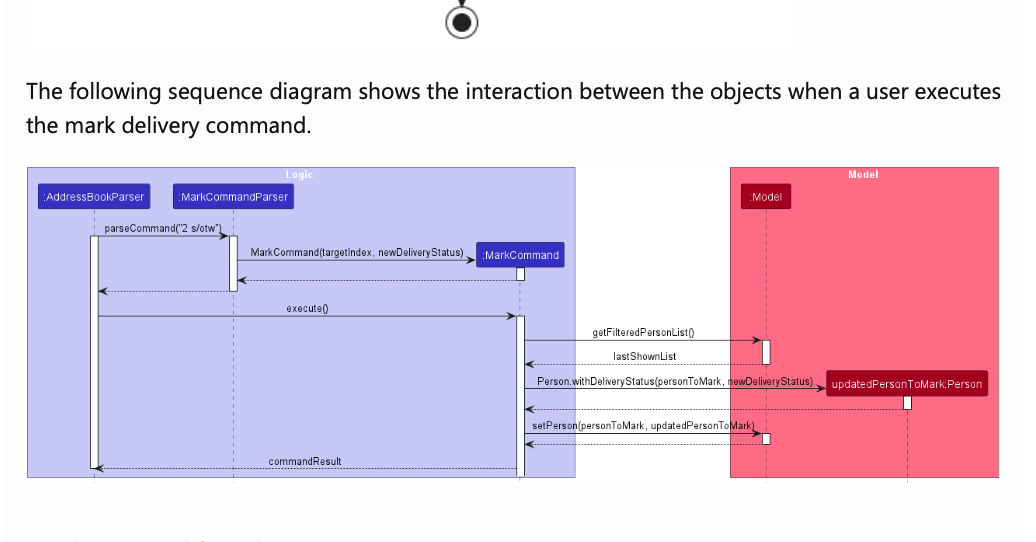 The following sequence diagram shows the interaction between the objects when a user executes
the mark delivery command.
Logic
Model
:AddressBookParser
:MarkCommandParser
:Model
parseCommand("2 s/otw")
MarkCommand(targetIndex, newDeliveryStatus)
:MarkCommand
execute()
getFilteredPersonList()
lastShownList
Person.withDeliveryStatus(personToMark, newDeliveryStatus)
updatedPersonToMark:Person
setPerson(personToMark, updatedPersonToMark)
commandResult